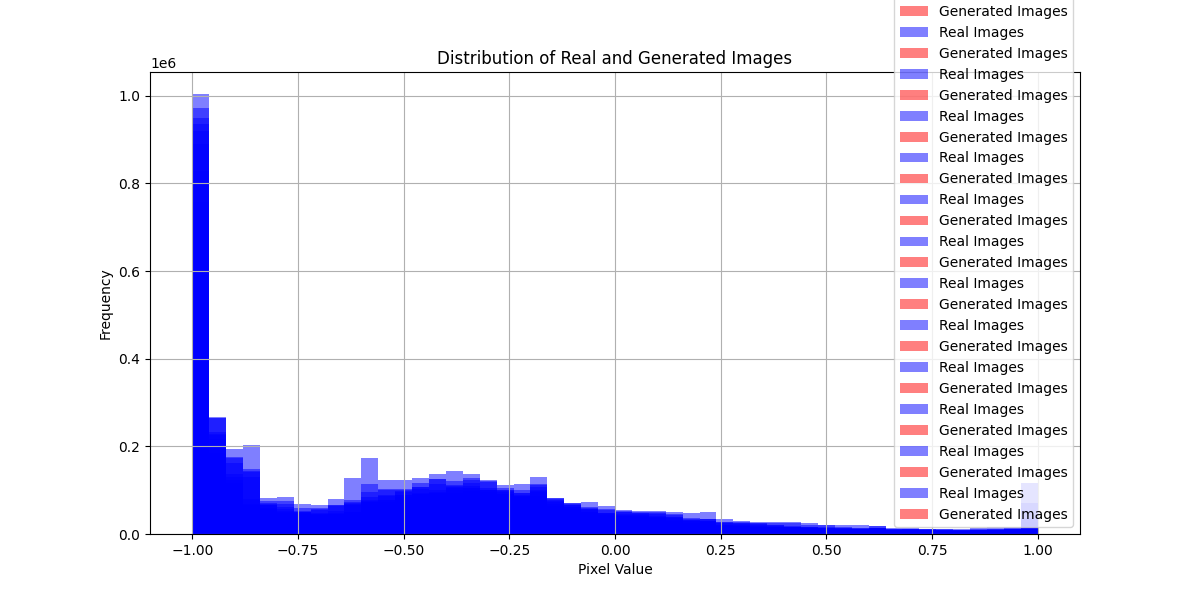 Distribution of Real and Generated Images
1e6
1.0
0.8
0.6
0.4
0.2
0.0
Frequency
−1.00 −0.75 −0.50 −0.25 0.00 0.25 0.50 0.75 1.00
Pixel Value
Generated Images
Real Images
Generated Images
Real Images
Generated Images
Real Images
Generated Images
Real Images
Generated Images
Real Images
Generated Images
Real Images
Generated Images
Real Images
Generated Images
Real Images
Generated Images
Real Images
Generated Images
Real Images
Generated Images
Real Images
Generated Images
Real Images
Generated Images